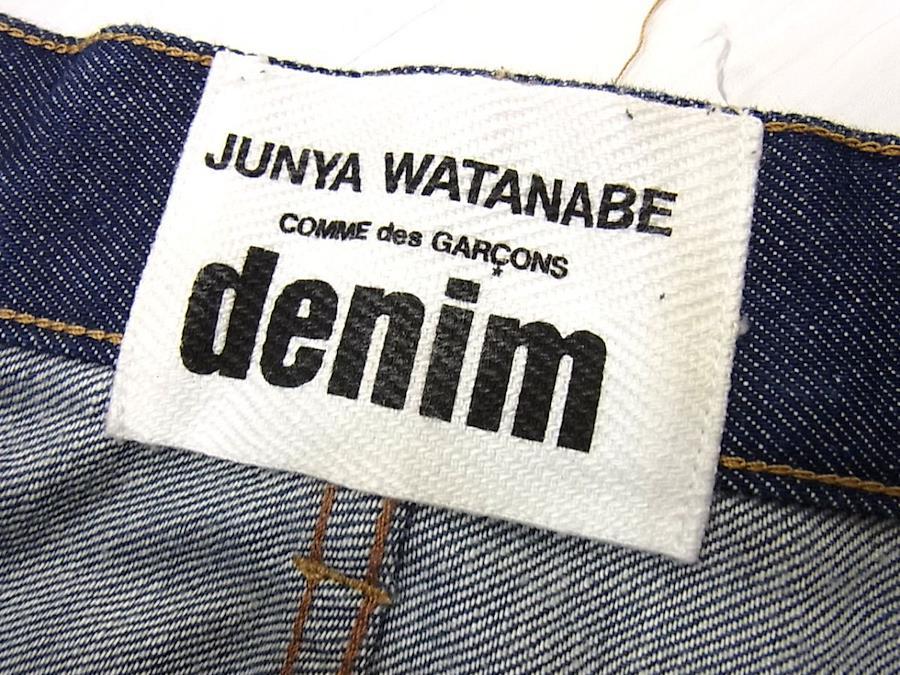 JUNYA WATANABE
COMME des GARÇONS
denim